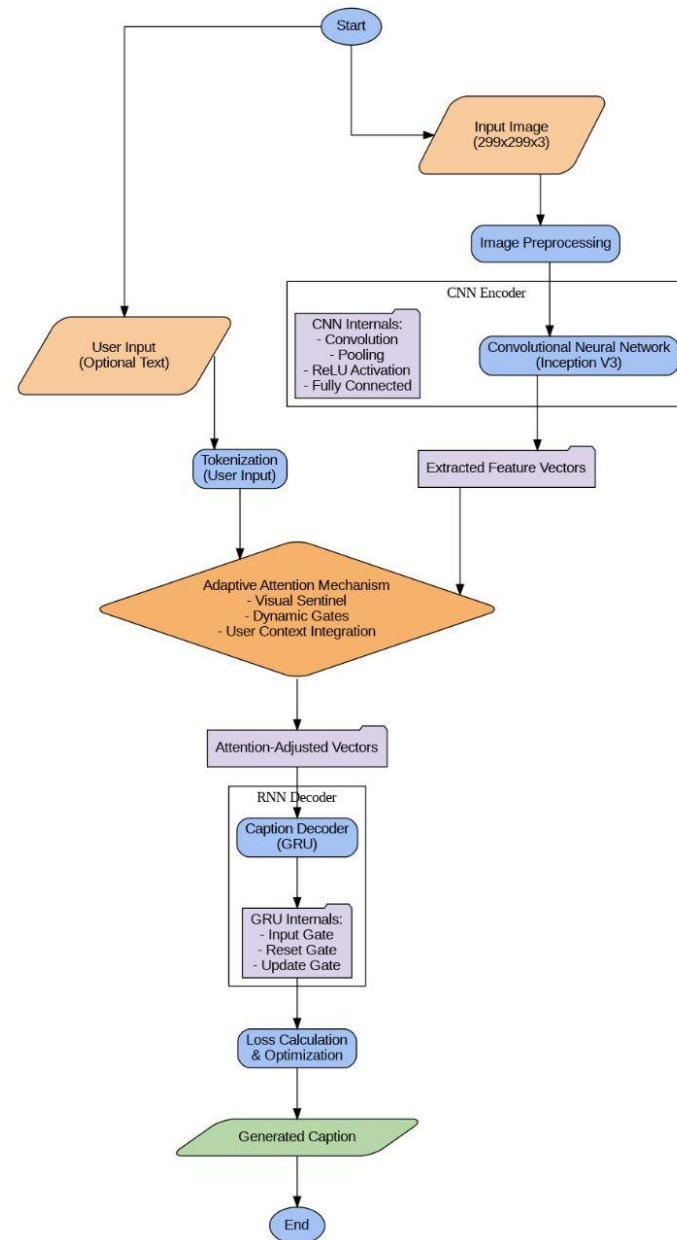 Start
Input Image
(299x299x3)
Image Preprocessing
CNN Encoder
CNN Internals:
- Convolution
- Pooling
- ReLU Activation
- Fully Connected
Convolutional Neural Network
(Inception V3)
User Input
(Optional Text)
Tokenization
(User Input)
Extracted Feature Vectors
Adaptive Attention Mechanism
- Visual Sentinel
- Dynamic Gates
- User Context Integration
Attention-Adjusted Vectors
RNN Decoder
Caption Decoder
(GRU)
GRU Internals:
- Input Gate
- Reset Gate
- Update Gate
Loss Calculation
& Optimization
Generated Caption
End